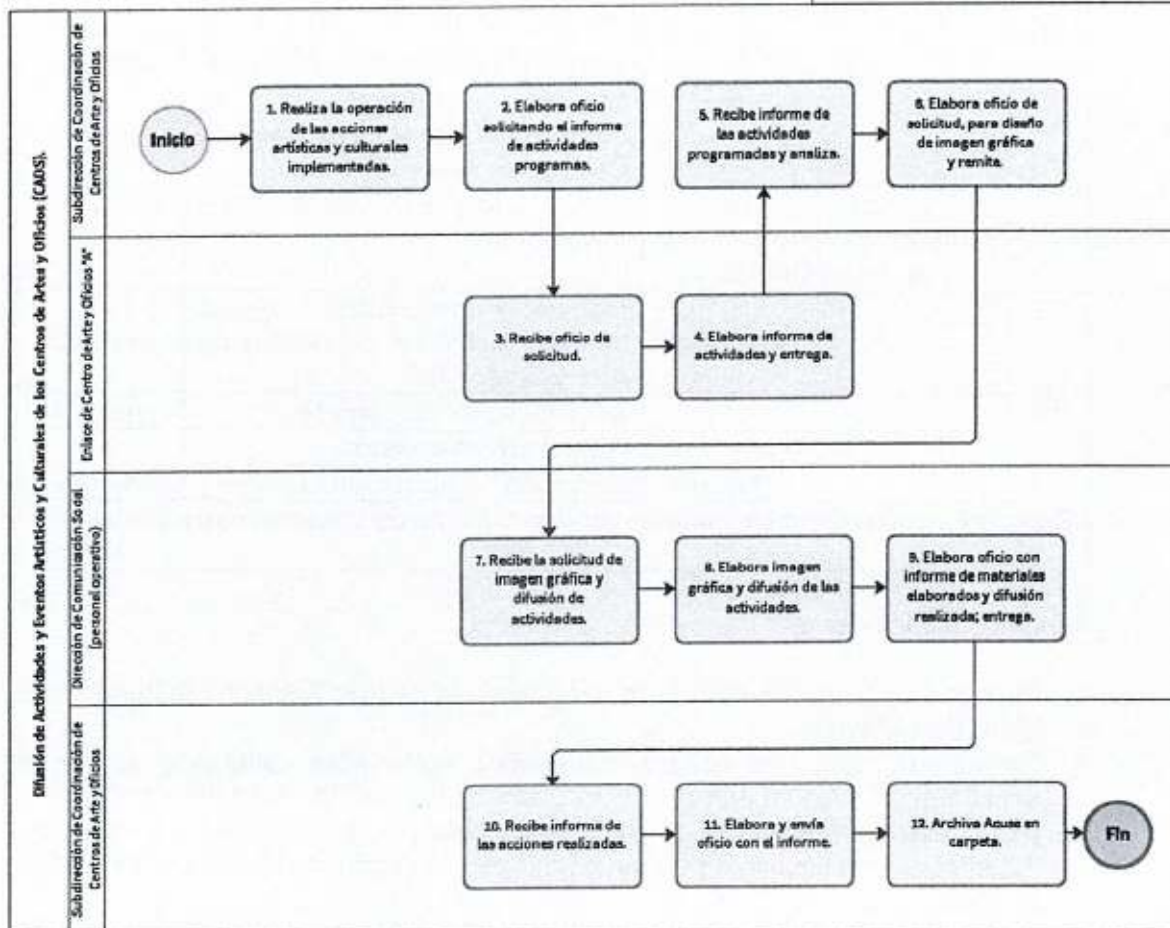 Difusión de Actividades y Eventos Artísticos y Culturales de los Centros de Artes y Oficios (CAOS).
Subdirección de Coordinación de
Centros de Arte y Oficios
Inicio
1. Realiza la operación
de las acciones
artísticas y culturales
implementadas.
2. Elabora oficio
solicitando el informe
de actividades
programas.
5. Recibe informe de
las actividades
programadas y analiza.
6. Elabora oficio de
solicitud, para diseño
de imagen gráfica
y remite.
Enlace de Centro de Arte y Oficios "A"
3. Recibe oficio de
solicitud.
4. Elabora informe de
actividades y entrega.
Dirección de Comunicación Social
(personal operativo)
7. Recibe la solicitud de
imagen gráfica y
difusión de
actividades.
8. Elabora imagen
gráfica y difusión de las
actividades.
9. Elabora oficio con
informe de materiales
elaborados y difusión
realizada; entrega.
Subdirección de Coordinación de
Centros de Arte y Oficios
10. Recibe informe de
las acciones realizadas.
11. Elabora y envía
oficio con el informe.
12. Archiva Acuse en
carpeta.
Fin